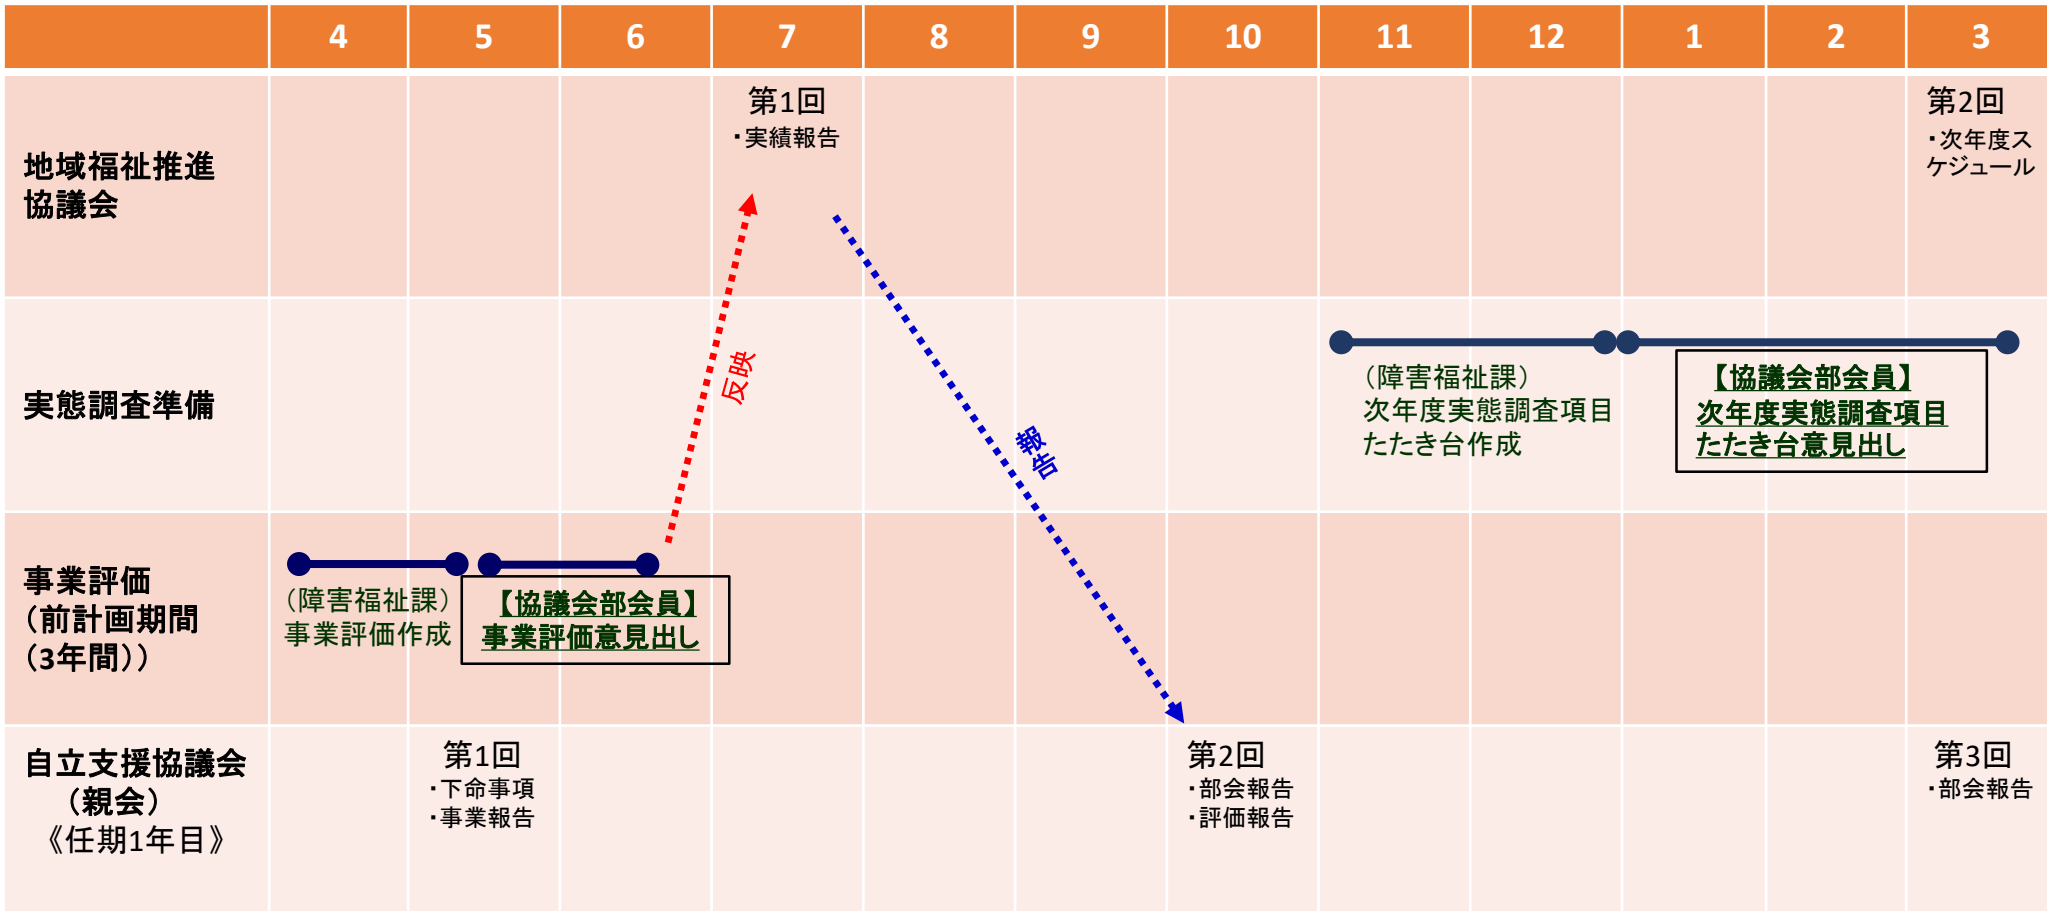 4 5 6 7 8 9 10 11 12 1 2 3
地域福祉推進
協議会
第1回
・実績報告
第2回
・次年度ス
ケジュール
反映
報告
実態調査準備
（障害福祉課）
次年度実態調査項目
たたき台作成
【協議会部会員】
次年度実態調査項目
たたき台意見出し
事業評価
（前計画期間
（3年間））
（障害福祉課）
事業評価作成
【協議会部会員】
事業評価意見出し
自立支援協議会
（親会）
《任期1年目》
第1回
・下命事項
・事業報告
第2回
・部会報告
・評価報告
第3回
・部会報告